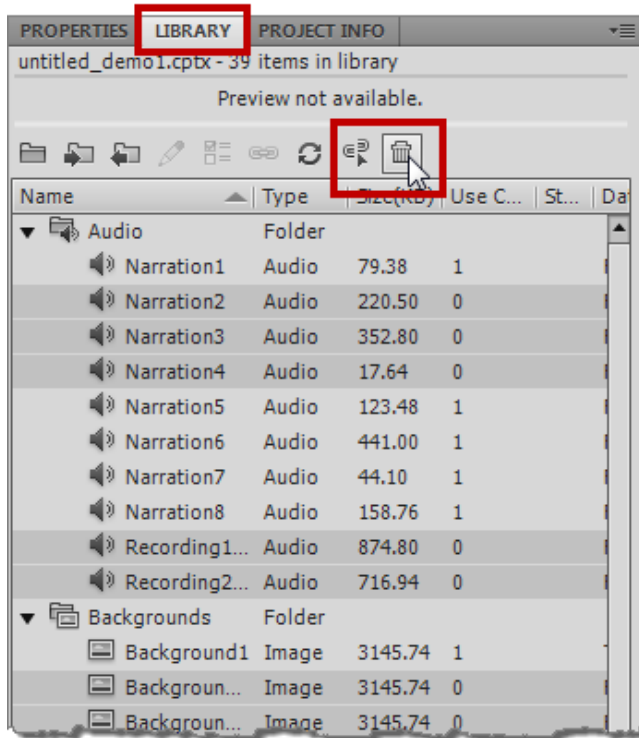 PROPERTIES LIBRARY PROJECT INFO
untitled_demo1.cptx - 39 items in library
Preview not available.
Name Type Size(KB) Use C... St... Da
Audio Folder
Narration1 Audio 79.38 1
Narration2 Audio 220.50 0
Narration3 Audio 352.80 0
Narration4 Audio 17.64 0
Narration5 Audio 123.48 1
Narration6 Audio 441.00 1
Narration7 Audio 44.10 1
Narration8 Audio 158.76 1
Recording1... Audio 874.80 0
Recording2... Audio 716.94 0
Backgrounds Folder
Background1 Image 3145.74 1
Backgroun... Image 3145.74 0
Backgroun... Image 3145.74 0